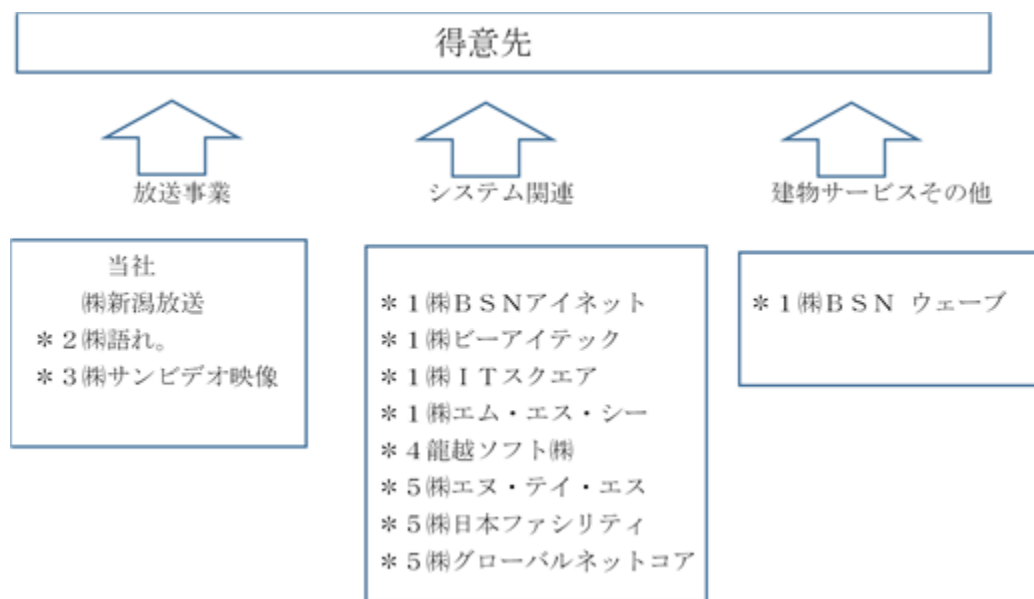 得意先
放送事業
システム関連
建物サービスその他
当社
㈱新潟放送
＊２㈱語れ。
＊３㈱サンビデオ映像
＊１㈱ＢＳＮアイネット
＊１㈱ビーアイテック
＊１㈱ＩＴスクエア
＊１㈱エム・エス・シー
＊４龍越ソフト㈱
＊５㈱エヌ・テイ・エス
＊５㈱日本ファシリティ
＊５㈱グローバルネットコア
＊１㈱ＢＳＮ ウェーブ